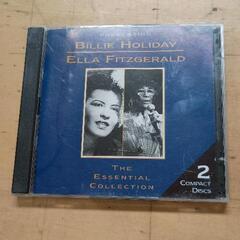 BILLIE HOLIDAY
ELLA FITZGERALD
THE
ESSENTIAL
COLLECTION
2
COMPACT
DISCS